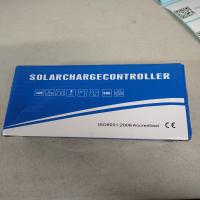 SOLARCHARGECONTROLLER
ISO9001:2008 Accredited CE